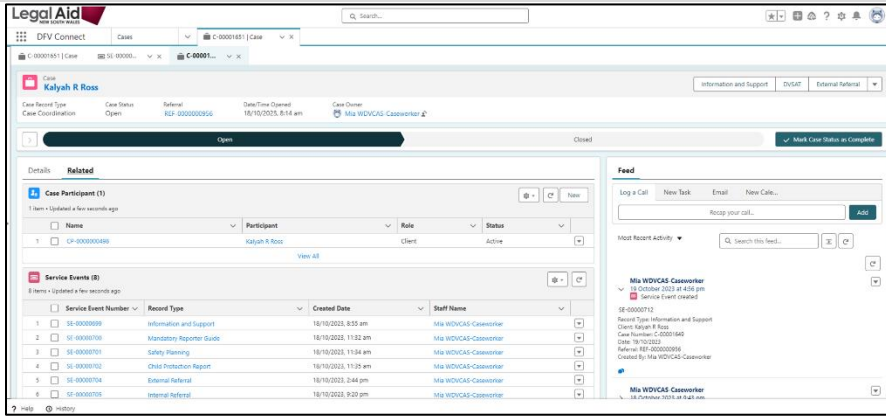 Legal Aid
NEW SOUTH WALES
Search...
DFV Connect
Cases
C-00001651 | Case
C-00001651 | Case
SE-00000...
C-00001...
Case
Kalyah R Ross
Information and Support
DVSAT
External Referral
Case Record Type
Case Status
Referral
Date/Time Opened
Case Owner
Case Coordination
Open
REF-0000000956
18/10/2023, 8:14 am
Mia WDVCAS-Caseworker
Open
Closed
Mark Case Status as Complete
Details
Related
Case Participant (1)
New
1 item • Updated a few seconds ago
Name
Participant
Role
Status
1
CP-0000000498
Kalyah R Ross
Client
Active
View All
Service Events (8)
8 items • Updated a few seconds ago
Service Event Number
Record Type
Created Date
Staff Name
1 SE-00000699 Information and Support 18/10/2023, 8:55 am Mia WDVCAS-Caseworker
2 SE-00000700 Mandatory Reporter Guide 18/10/2023, 11:32 am Mia WDVCAS-Caseworker
3 SE-00000701 Safety Planning 18/10/2023, 11:34 am Mia WDVCAS-Caseworker
4 SE-00000702 Child Protection Report 18/10/2023, 11:35 am Mia WDVCAS-Caseworker
5 SE-00000704 External Referral 18/10/2023, 2:44 pm Mia WDVCAS-Caseworker
6 SE-00000705 Internal Referral 18/10/2023, 9:20 pm Mia WDVCAS-Caseworker
Feed
Log a Call
New Task
Email
New Cale...
Recap your call...
Add
Most Recent Activity
Search this feed...
Mia WDVCAS-Caseworker
19 October 2023 at 4:56 pm
Service Event created
SE-00000712
Record Type: Information and Support
Client: Kalyah R Ross
Case Number: C-00001649
Date: 19/10/2023
Referral: REF-0000000956
Created By: Mia WDVCAS-Caseworker
Mia WDVCAS-Caseworker
18 October 2023 at 9:43 pm
Help
History